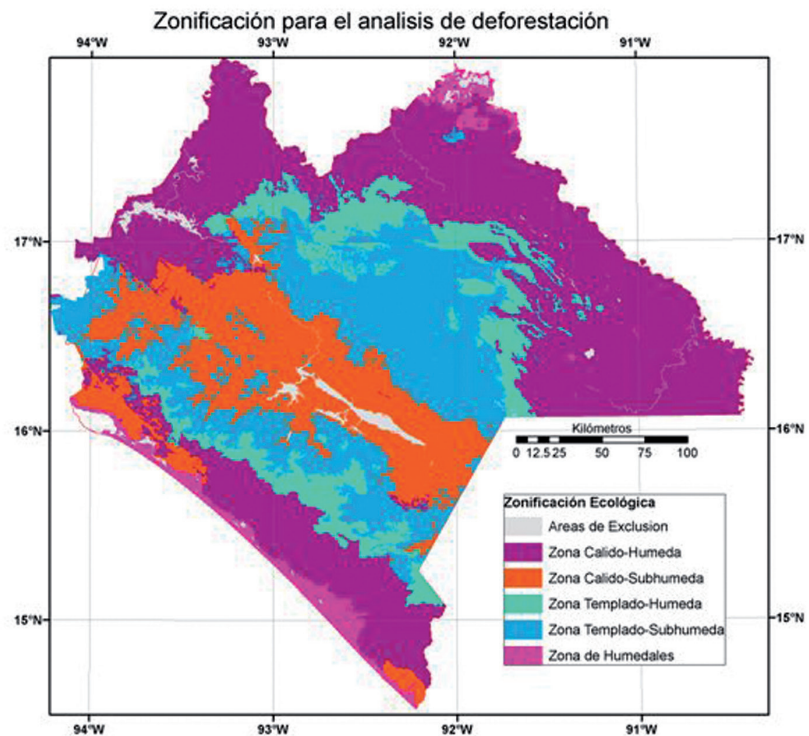 Zonificación para el analisis de deforestación
94°W 93°W 92°W 91°W
17°N 17°N
16°N 16°N
Kilómetros
0 12.5 25 50 75 100
Zonificación Ecológica
Areas de Exclusion
Zona Calido-Humeda
Zona Calido-Subhumeda
Zona Templado-Humeda
Zona Templado-Subhumeda
Zona de Humedales
15°N 15°N
94°W 93°W 92°W 91°W